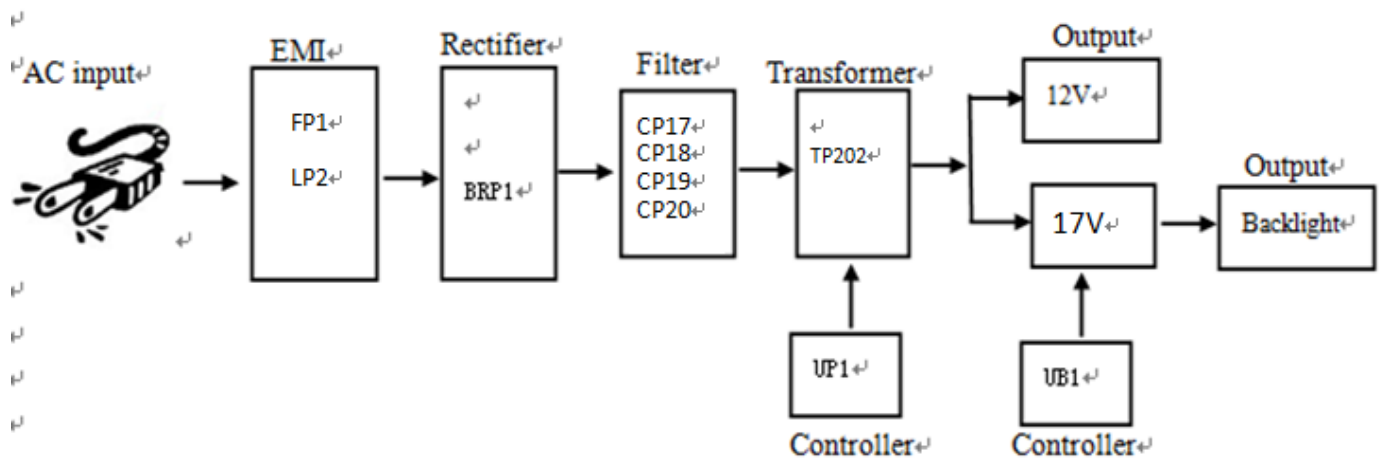 AC input
EMI
FP1
LP2
Rectifier
BRP1
Filter
CP17
CP18
CP19
CP20
Transformer
TP202
Output
12V
17V
Output
Backlight
UP1
Controller
UB1
Controller